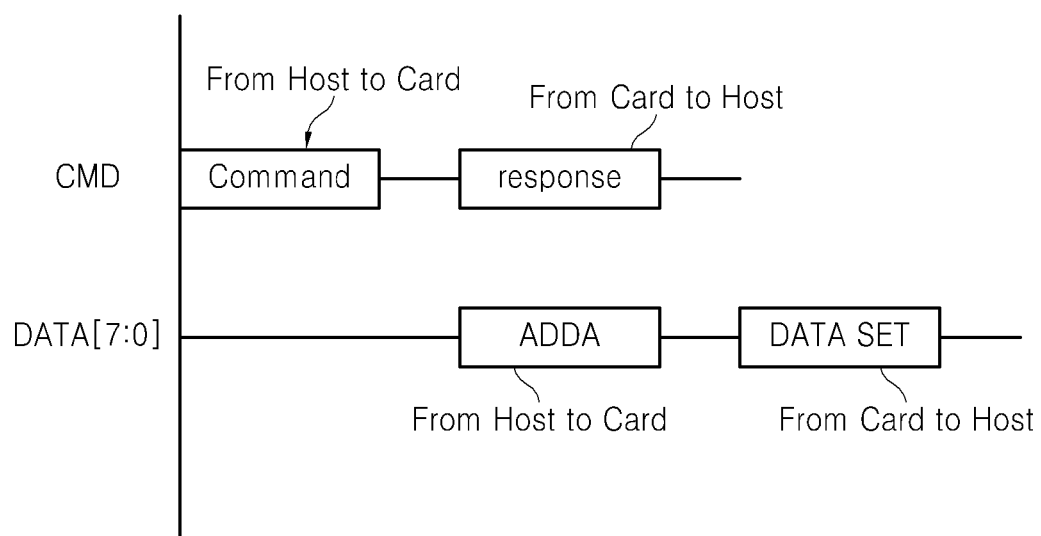 From Host to Card
From Card to Host
CMD
Command
response
DATA[7:0]
ADDA
DATA SET
From Host to Card
From Card to Host